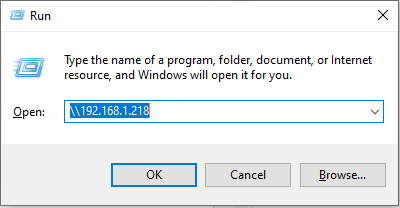 Run
Type the name of a program, folder, document, or Internet
resource, and Windows will open it for you.
Open: \\192.168.1.218
OK Cancel Browse...